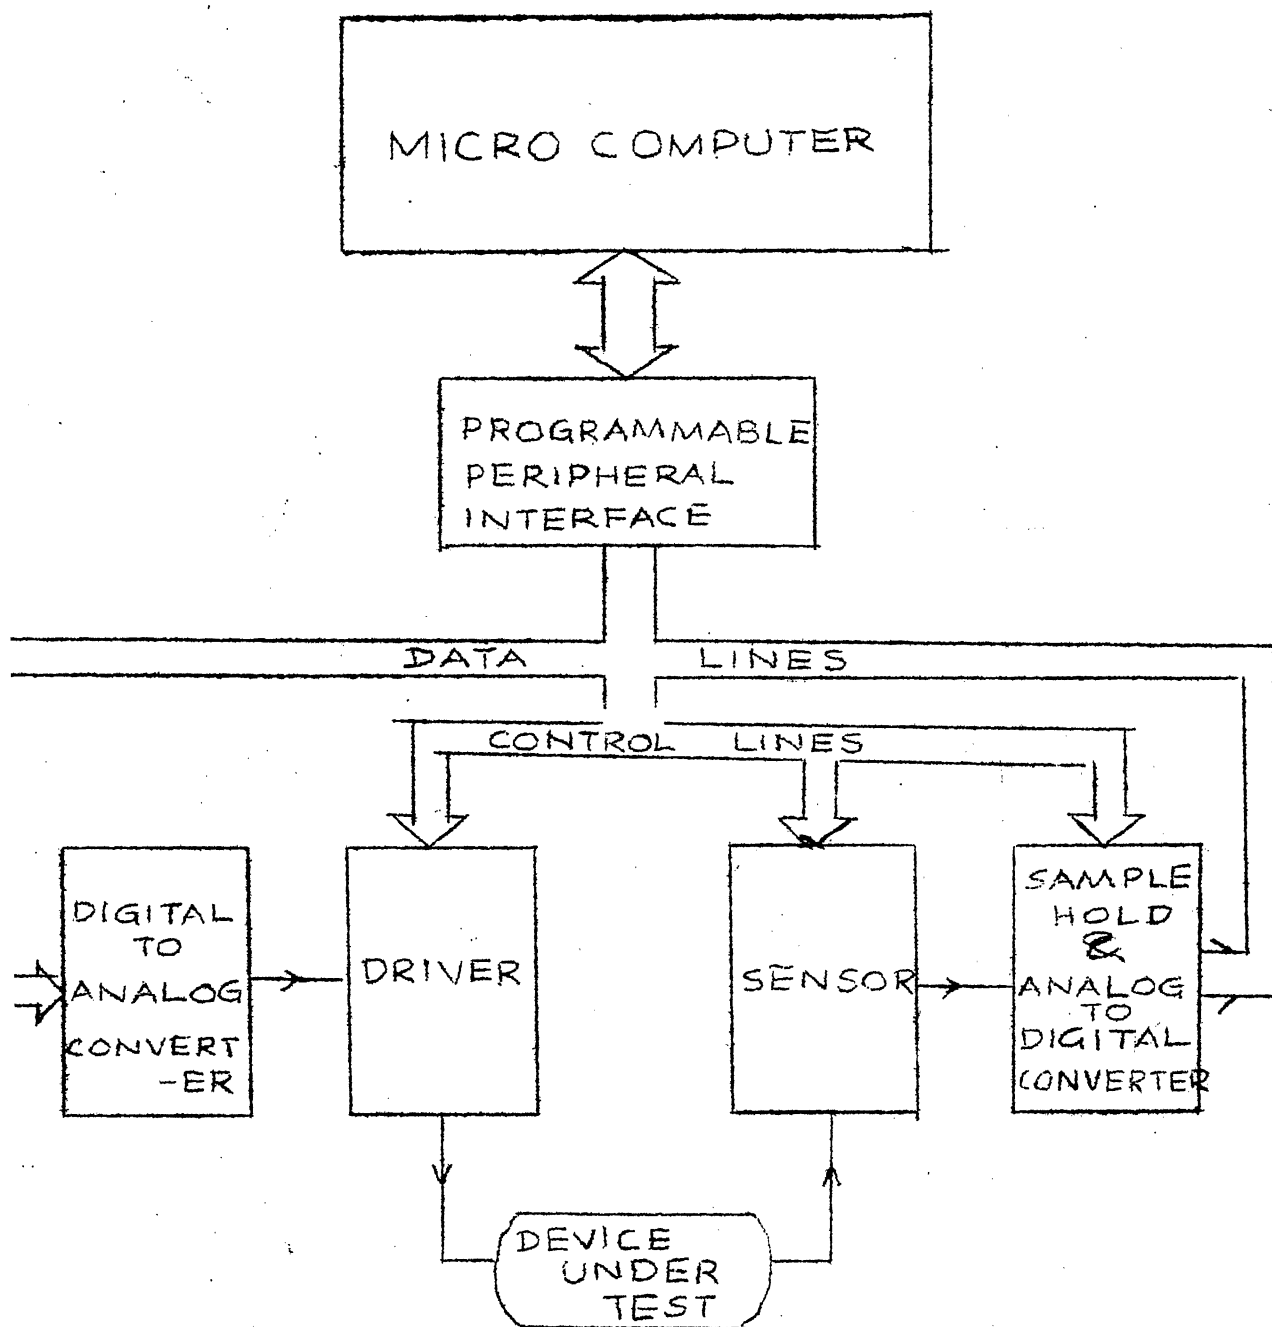 MICRO COMPUTER
PROGRAMMABLE
PERIPHERAL
INTERFACE
DATA LINES
CONTROL LINES
DIGITAL
TO
ANALOG
CONVERT
-ER
DRIVER
SENSOR
SAMPLE
HOLD
&
ANALOG
TO
DIGITAL
CONVERTER
DEVICE
UNDER
TEST